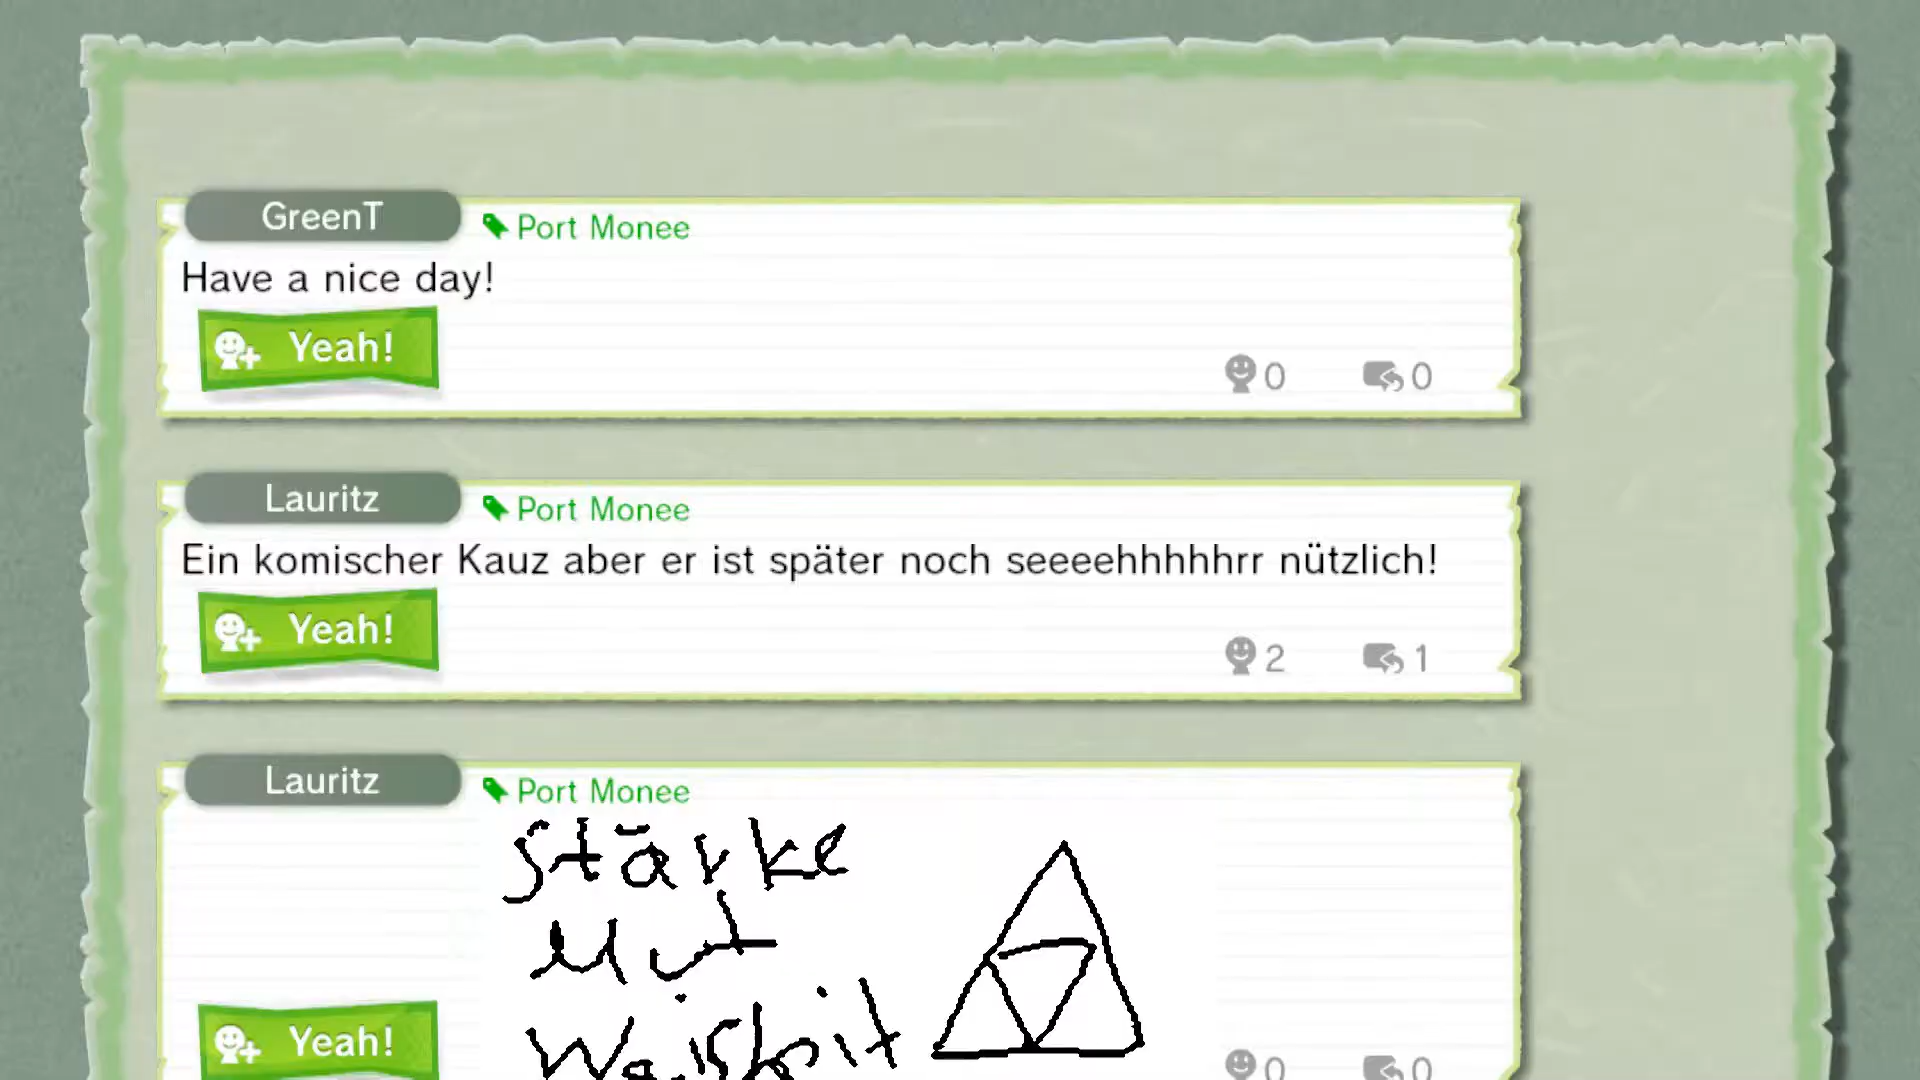 GreenT
Port Monee
Have a nice day!
Yeah!
0
0
Lauritz
Port Monee
Ein komischer Kauz aber er ist später noch seeeehhhhhrr nützlich!
Yeah!
2
1
Lauritz
Port Monee
Stärke
Mut
Yeah!
0
0